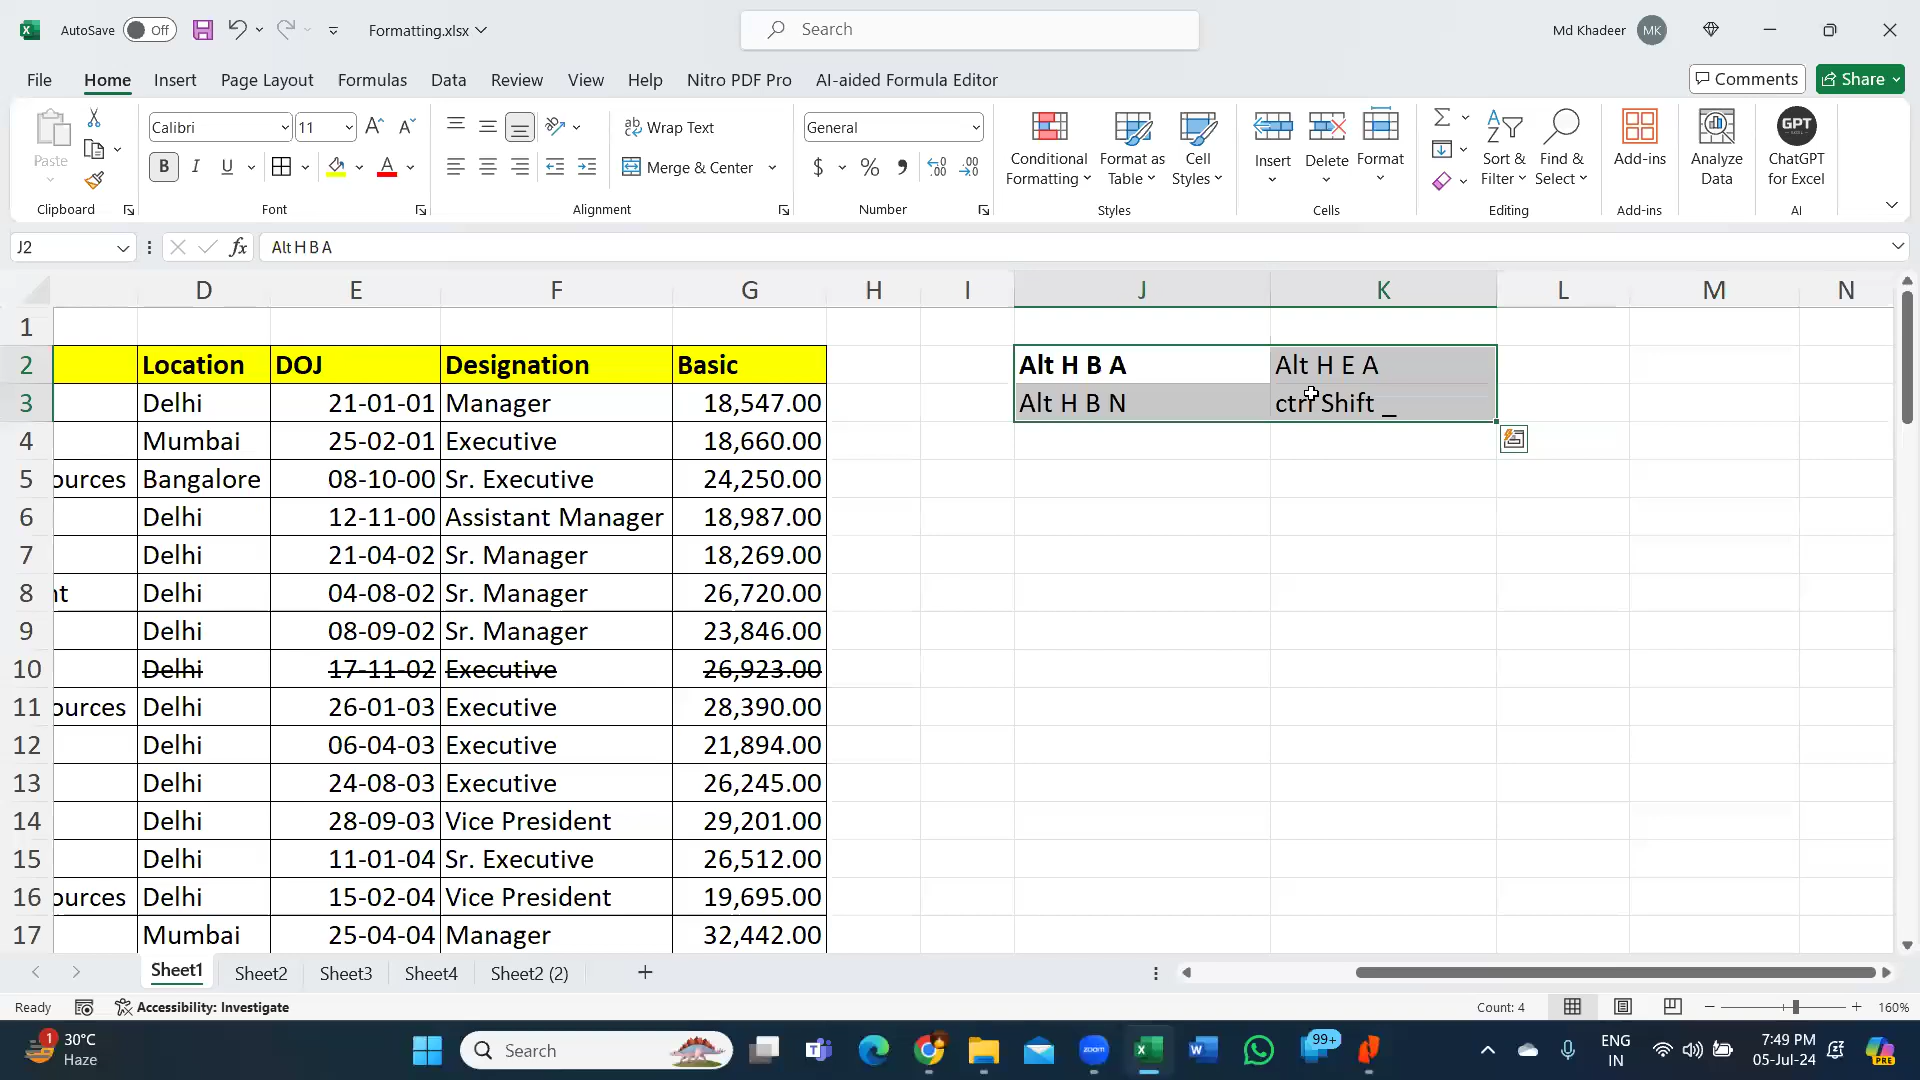 AutoSave Off Formatting.xlsx Search Md Khadeer MK
File Home Insert Page Layout Formulas Data Review View Help Nitro PDF Pro AI-aided Formula Editor Comments Share
Paste Calibri 11 Wrap Text General Conditional Formatting Format as Table Cell Styles Insert Delete Format Sort & Filter Find & Select Add-ins Analyze Data GPT ChatGPT for Excel
B I U A Merge & Center $ % ,
Clipboard Font Alignment Number Styles Cells Editing Add-ins AI
J2 fx Alt H B A
D E F G H I J K L M N
1
2 Location DOJ Designation Basic Alt H B A Alt H E A
3 Delhi 21-01-01 Manager 18,547.00 Alt H B N ctrl Shift _
4 Mumbai 25-02-01 Executive 18,660.00
5 ources Bangalore 08-10-00 Sr. Executive 24,250.00
6 Delhi 12-11-00 Assistant Manager 18,987.00
7 Delhi 21-04-02 Sr. Manager 18,269.00
8 nt Delhi 04-08-02 Sr. Manager 26,720.00
9 Delhi 08-09-02 Sr. Manager 23,846.00
10 Delhi 17-11-02 Executive 26,923.00
11 ources Delhi 26-01-03 Executive 28,390.00
12 Delhi 06-04-03 Executive 21,894.00
13 Delhi 24-08-03 Executive 26,245.00
14 Delhi 28-09-03 Vice President 29,201.00
15 Delhi 11-01-04 Sr. Executive 26,512.00
16 ources Delhi 15-02-04 Vice President 19,695.00
17 Mumbai 25-04-04 Manager 32,442.00
Sheet1 Sheet2 Sheet3 Sheet4 Sheet2 (2)
Ready Accessibility: Investigate Count: 4 160%
1 30°C Haze Search zoom 99+ ENG IN 7:49 PM 05-Jul-24 PRE